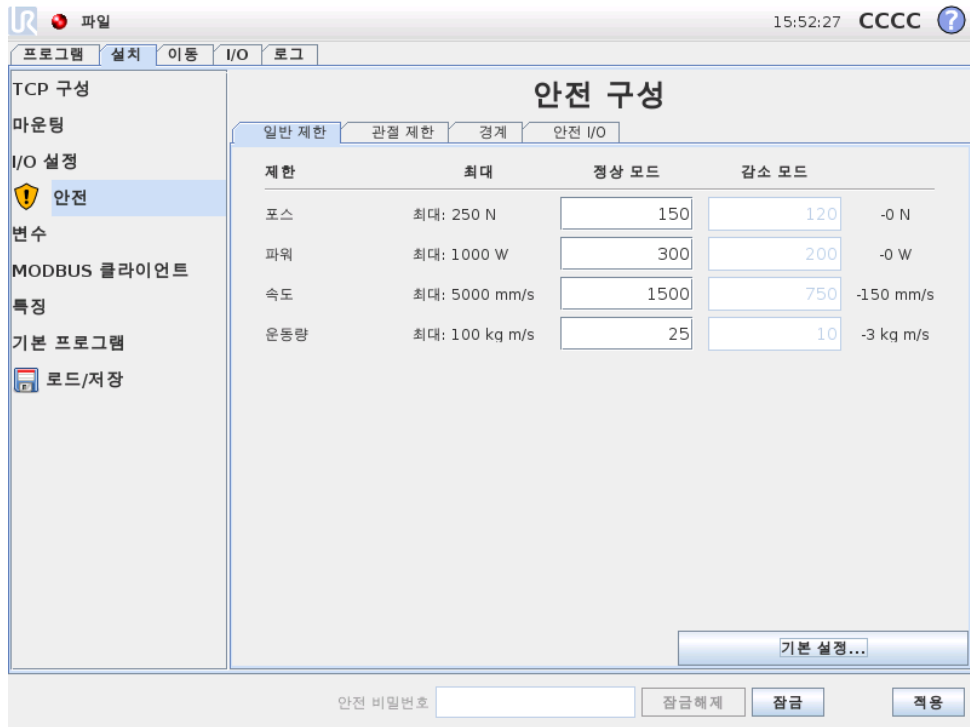 UR 파일 15:52:27 CCCC ?
프로그램 설치 이동 I/O 로그
TCP 구성
마운팅
I/O 설정
안전
변수
MODBUS 클라이언트
특징
기본 프로그램
로드/저장
안전 구성
일반 제한 관절 제한 경계 안전 I/O
제한 최대 정상 모드 감소 모드
포스 최대: 250 N 150 120 -0 N
파워 최대: 1000 W 300 200 -0 W
속도 최대: 5000 mm/s 1500 750 -150 mm/s
운동량 최대: 100 kg m/s 25 10 -3 kg m/s
기본 설정...
안전 비밀번호 잠금해제 잠금 적용